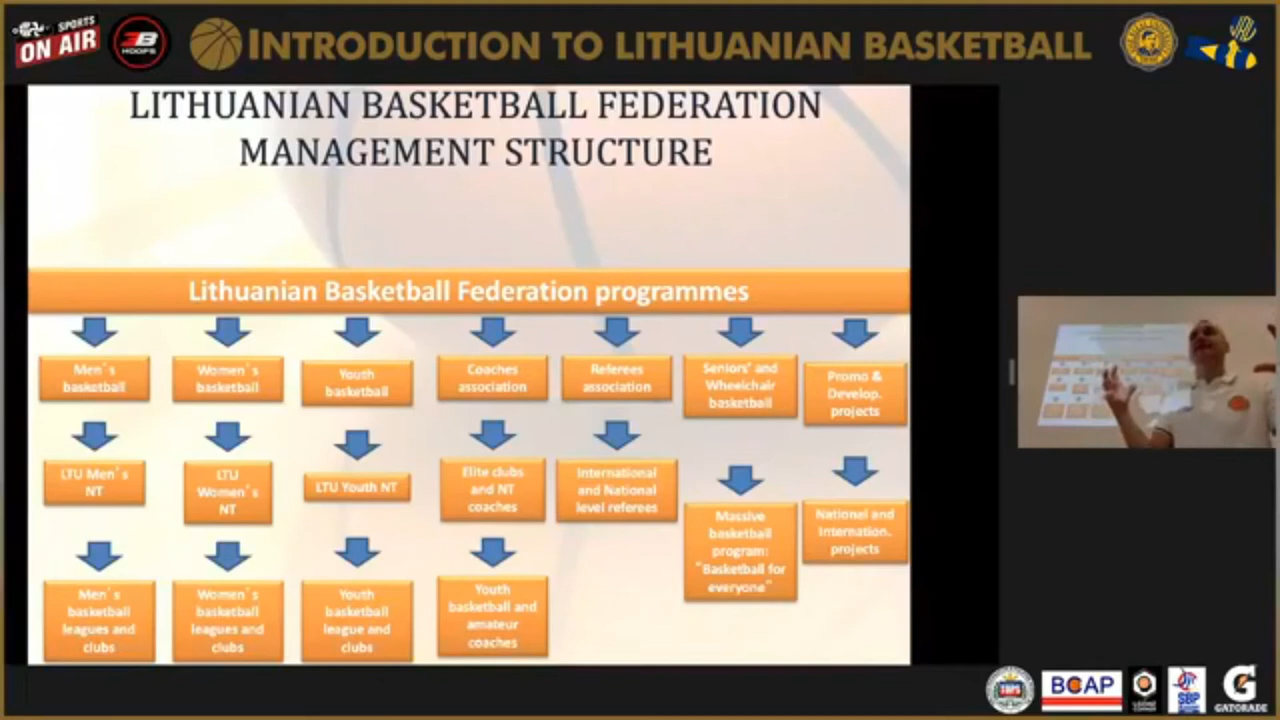 SPORTS
ON AIR
3B
HOOPS
INTRODUCTION TO LITHUANIAN BASKETBALL
LITHUANIAN BASKETBALL FEDERATION
MANAGEMENT STRUCTURE
Lithuanian Basketball Federation programmes
Men´s
basketball
Women´s
basketball
Youth
basketball
Coaches
association
Referees
association
Seniors' and
Wheelchair
basketball
Promo &
Develop.
projects
LTU Men´s
NT
LTU
Women´s
NT
LTU Youth NT
Elite clubs
and NT
coaches
International
and National
level referees
Massive
basketball
program:
"Basketball for
everyone"
National and
Internation.
projects
Men´s
basketball
leagues and
clubs
Women´s
basketball
leagues and
clubs
Youth
basketball
league and
clubs
Youth
basketball and
amateur
coaches
BCAP
SBP
G
GATORADE